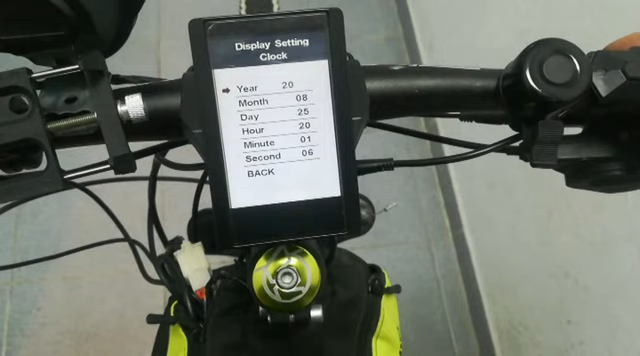 Display Setting
Clock
Year 20
Month 08
Day 25
Hour 20
Minute 01
Second 06
BACK